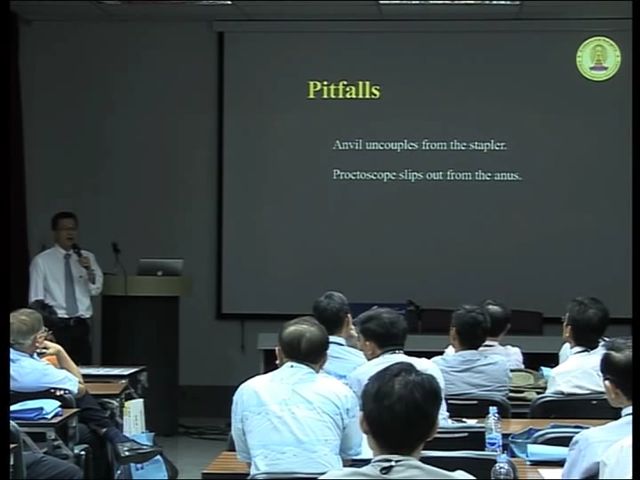 Pitfalls
Anvil uncouples from the stapler.
Proctoscope slips out from the anus.